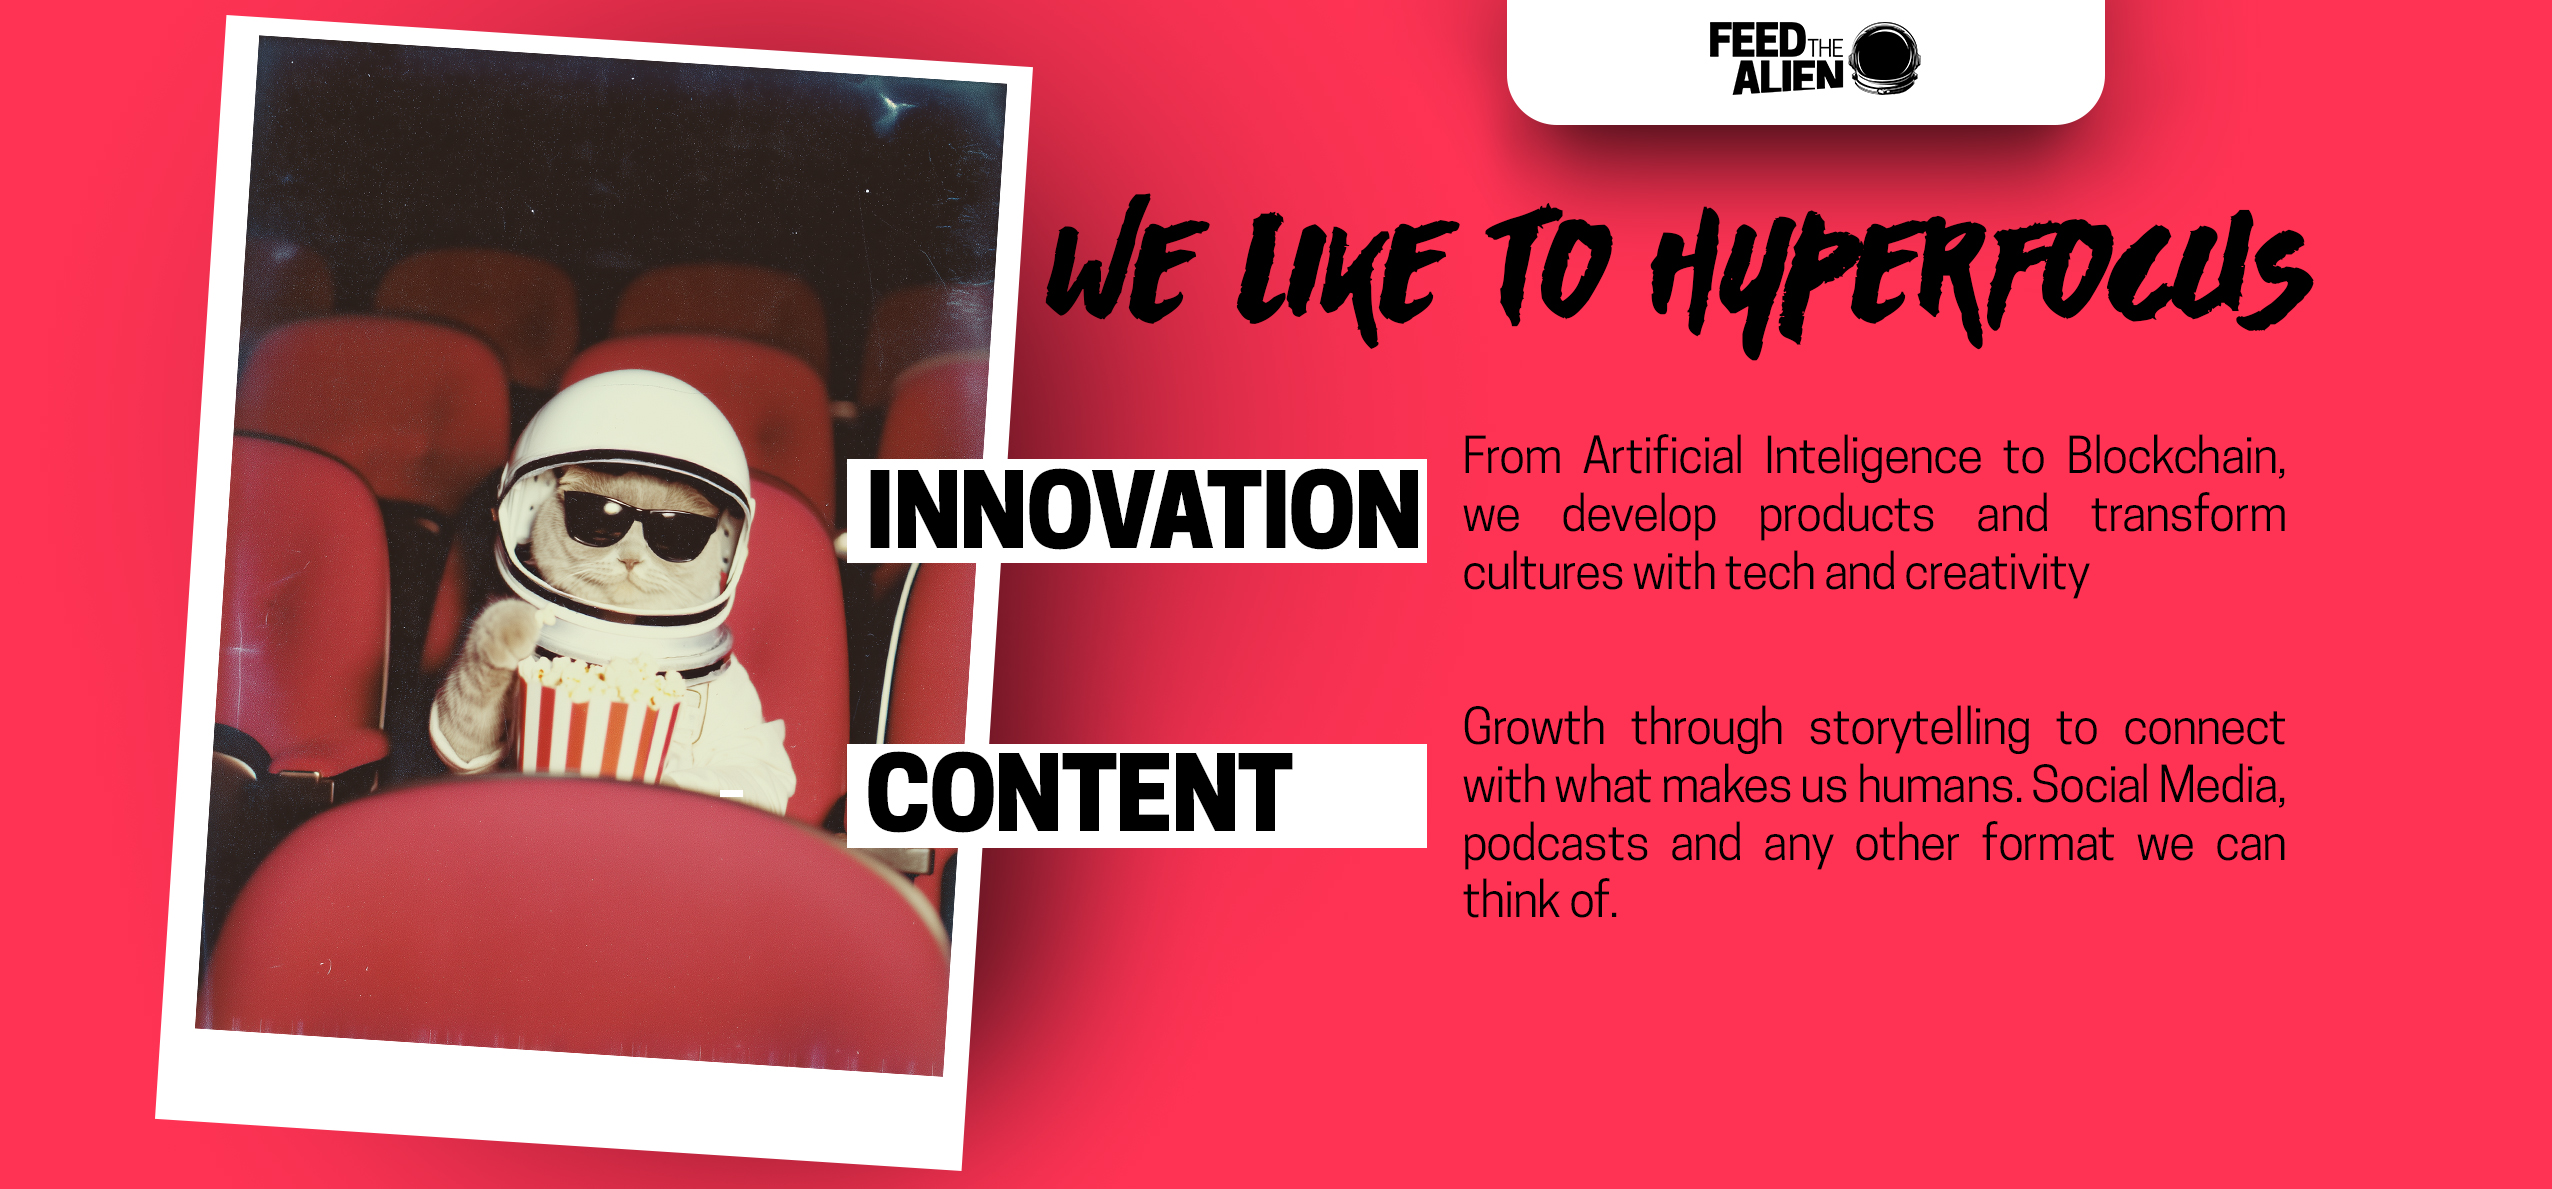 FEED THE
ALIEN
WE LIKE TO HYPERFOCUS
INNOVATION
From Artificial Inteligence to Blockchain,
we develop products and transform
cultures with tech and creativity
CONTENT
Growth through storytelling to connect
with what makes us humans. Social Media,
podcasts and any other format we can
think of.